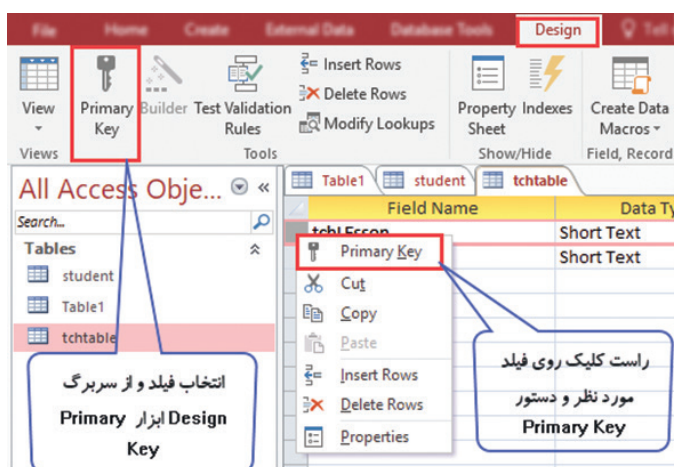 File Home Create External Data Database Tools Design Tell
View
Primary Key
Builder
Test Validation Rules
Insert Rows
Delete Rows
Modify Lookups
Property Sheet
Indexes
Create Data Macros
Views
Tools
Show/Hide
Field, Record
All Access Obje...
Search...
Tables
student
Table1
tchtable
Table1 student tchtable
Field Name Data Ty
tchLEsson Short Text
Short Text
Primary Key
Cut
Copy
Paste
Insert Rows
Delete Rows
Properties
انتخاب فیلد و از سربرگ
Design ابزار Primary
Key
راست کلیک روی فیلد
مورد نظر و دستور
Primary Key